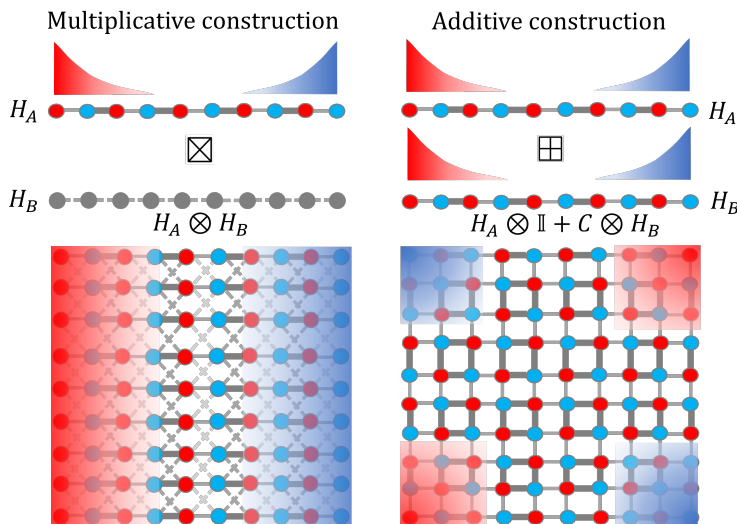 Multiplicative construction
H_A
⊠
H_B
H_A ⊗ H_B
Additive construction
H_A
⊞
H_B
H_A ⊗ 𝕀 + C ⊗ H_B